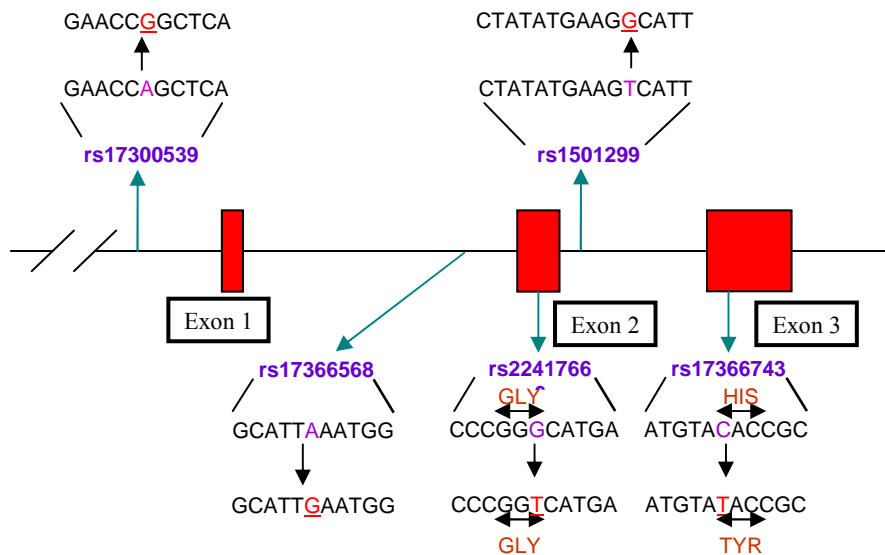 GAACCGGCTCA
CTATATGAAGGCATT
GAACCAGCTCA
CTATATGAAGTCATT
rs17300539
rs1501299
Exon 1
Exon 2
Exon 3
rs17366568
rs2241766
rs17366743
GLY
HIS
GCATTAAATGG
CCCGGGCATGA
ATGTACACCGC
GCATTGAATGG
CCCGGTCATGA
ATGTATACCGC
GLY
TYR